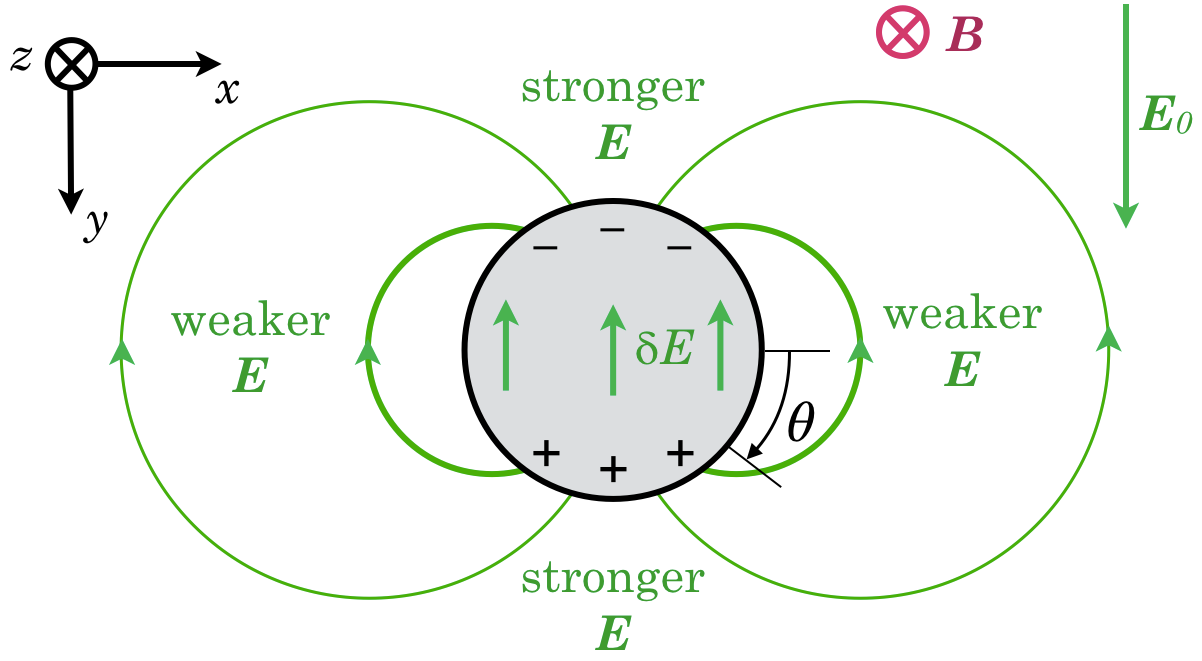 z
x
y
B
E₀
stronger
E
weaker
E
− − −
δE
weaker
E
θ
+ + +
stronger
E